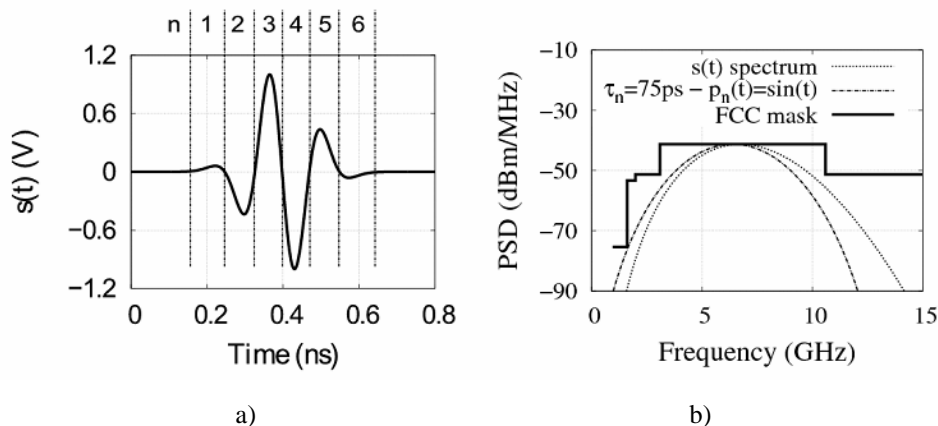 n 1 2 3 4 5 6
1.2
0.6
0
−0.6
−1.2
s(t) (V)
0 0.2 0.4 0.6 0.8
Time (ns)
a)
−10
−30
−50
−70
−90
PSD (dBm/MHz)
s(t) spectrum
τn=75ps − pn(t)=sin(t)
FCC mask
0 5 10 15
Frequency (GHz)
b)